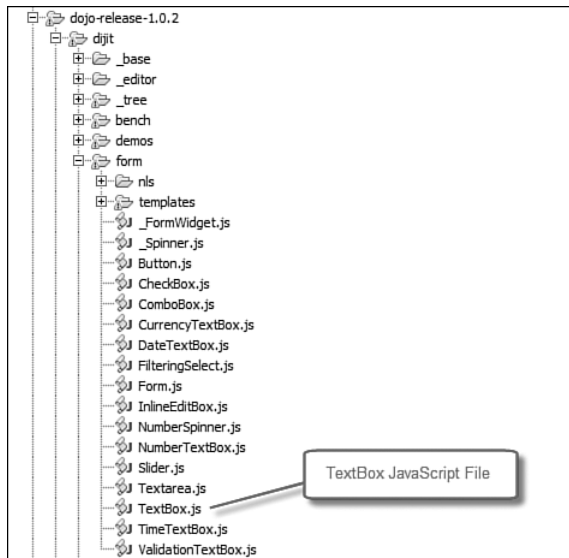 dojo-release-1.0.2
dijit
_base
_editor
_tree
bench
demos
form
nls
templates
_FormWidget.js
_Spinner.js
Button.js
CheckBox.js
ComboBox.js
CurrencyTextBox.js
DateTextBox.js
FilteringSelect.js
Form.js
InlineEditBox.js
NumberSpinner.js
NumberTextBox.js
Slider.js
Textarea.js
TextBox.js
TimeTextBox.js
ValidationTextBox.js
TextBox JavaScript File